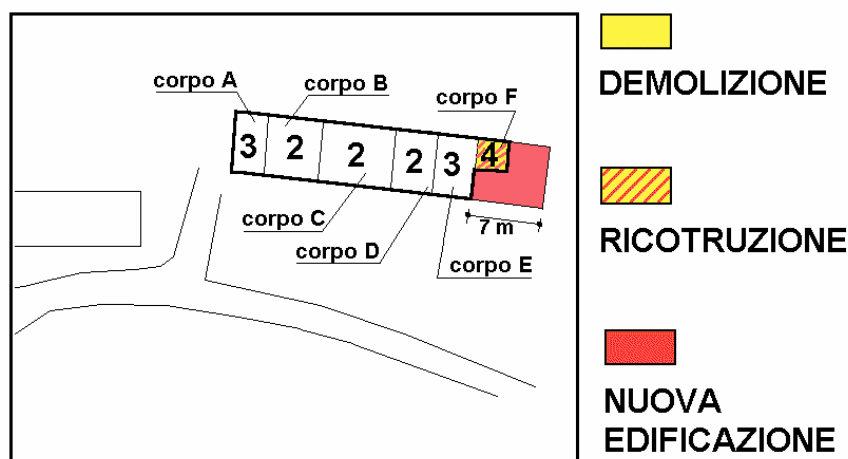 corpo A
corpo B
corpo F
3
2
2
2
3
4
corpo C
corpo D
corpo E
7 m
DEMOLIZIONE
RICOTRUZIONE
NUOVA
EDIFICAZIONE